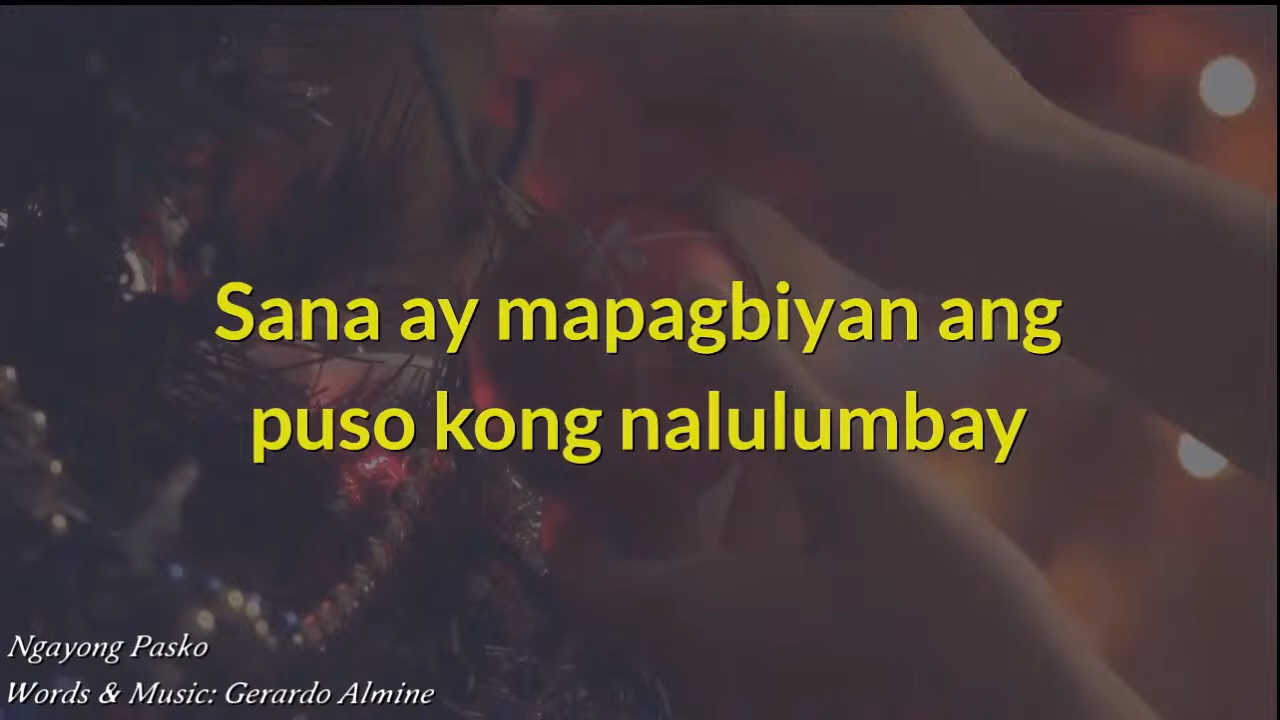 Sana ay mapagbiyan ang
puso kong nalulumbay
Ngayong Pasko
Words & Music: Gerardo Almine